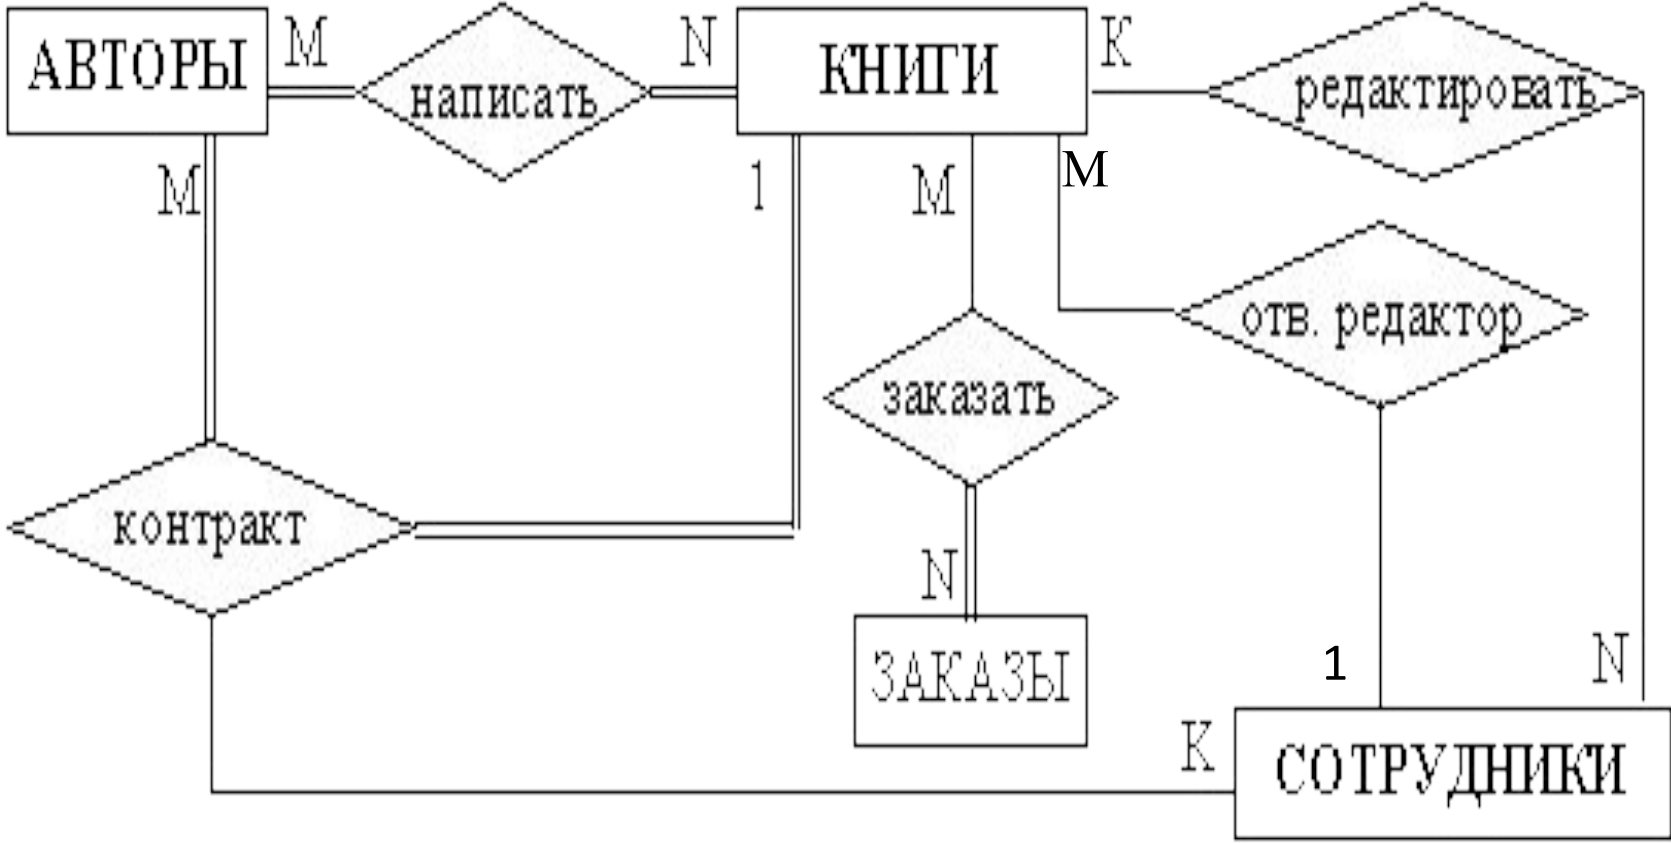 АВТОРЫ
М
написать
N
КНИГИ
К
редактировать
М
1
М
М
отв. редактор
заказать
контракт
N
ЗАКАЗЫ
1
N
К
СОТРУДНИКИ